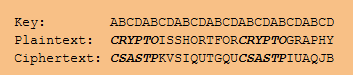 Key: ABCDABCDABCDABCDABCDABCDABCD
Plaintext: CRYPTOISSHORTFORCRYPTOGRAPHY
Ciphertext: CSASTPKVSIQUTGQUCSASTPIUAQJB